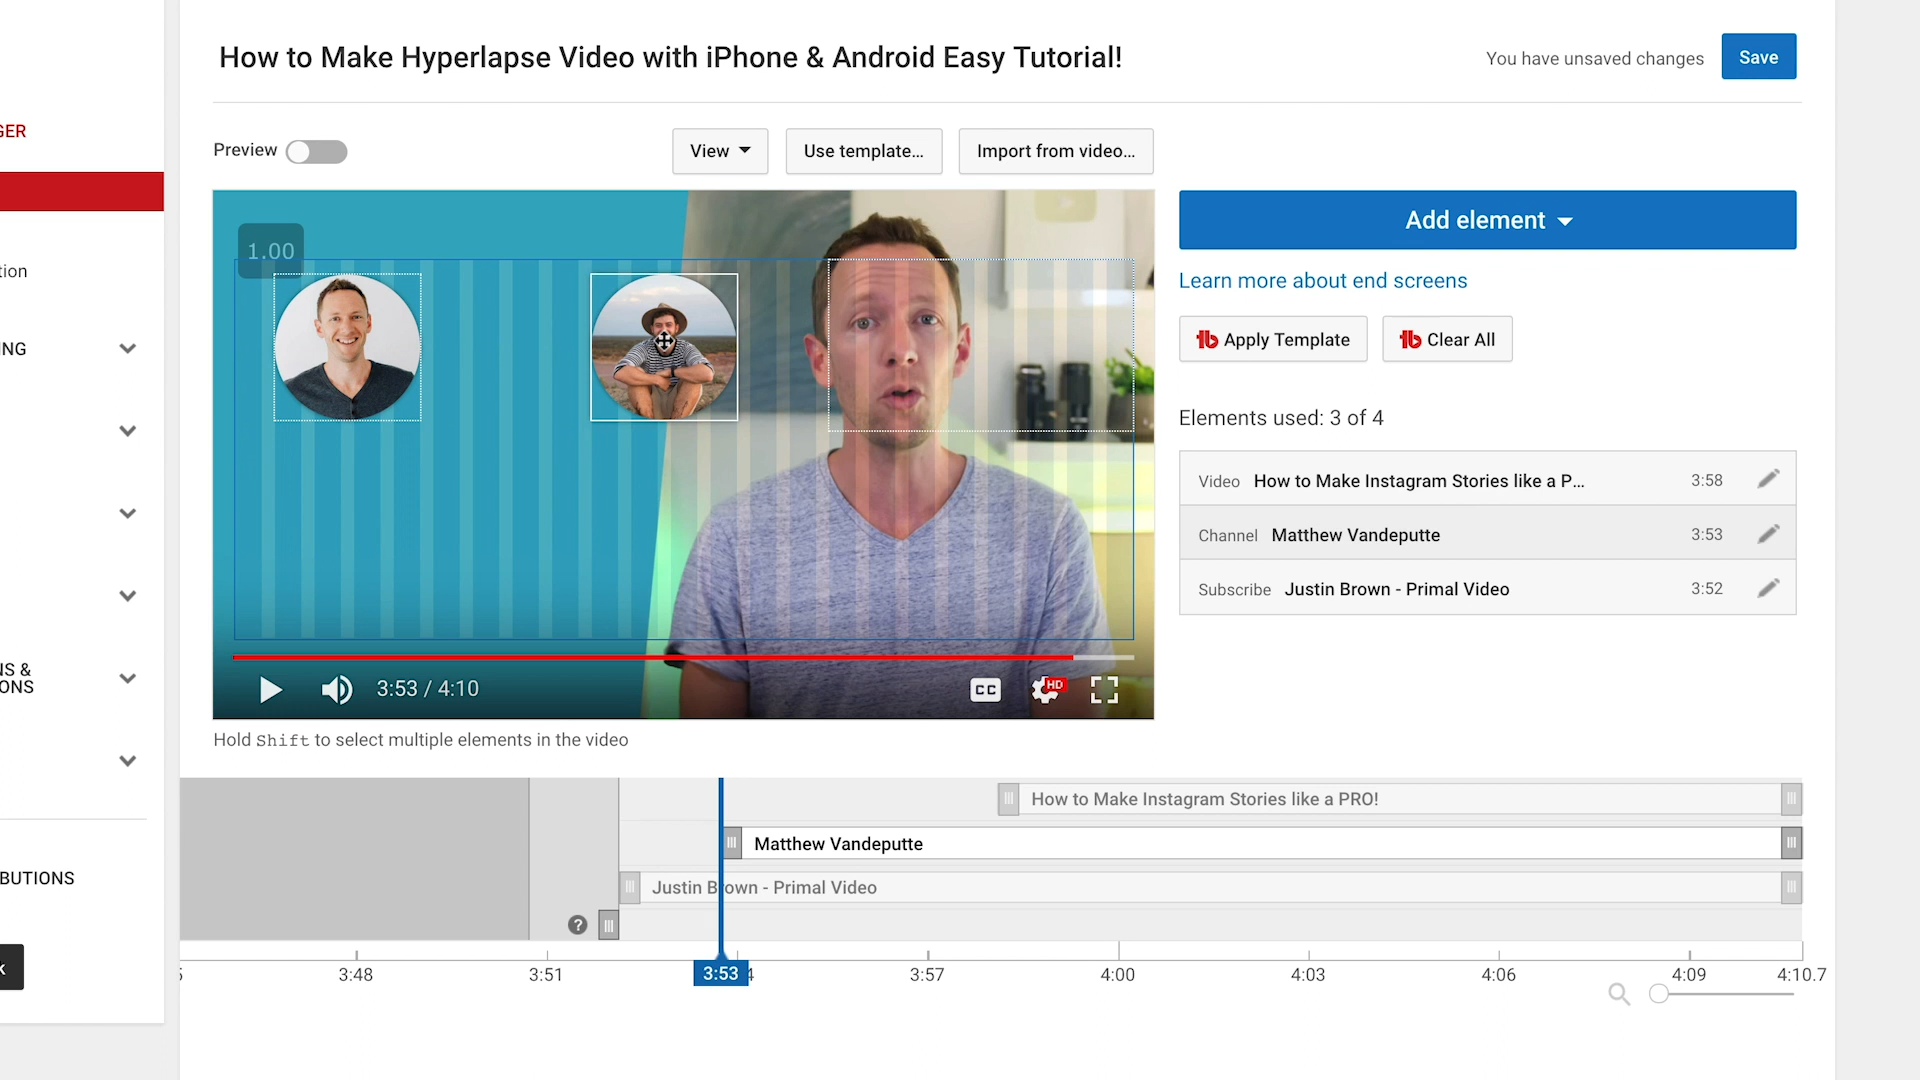 How to Make Hyperlapse Video with iPhone & Android Easy Tutorial!
You have unsaved changes
Save
GER
Preview
View
Use template...
Import from video...
1.00
Add element
Learn more about end screens
tion
Apply Template
Clear All
NG
Elements used: 3 of 4
Video How to Make Instagram Stories like a P... 3:58
Channel Matthew Vandeputte 3:53
Subscribe Justin Brown - Primal Video 3:52
NS &
ONS
3:53 / 4:10
CC
HD
Hold Shift to select multiple elements in the video
How to Make Instagram Stories like a PRO!
Matthew Vandeputte
Justin Brown - Primal Video
BUTIONS
?
k
3:48
3:51
3:53
3:57
4:00
4:03
4:06
4:09
4:10.7